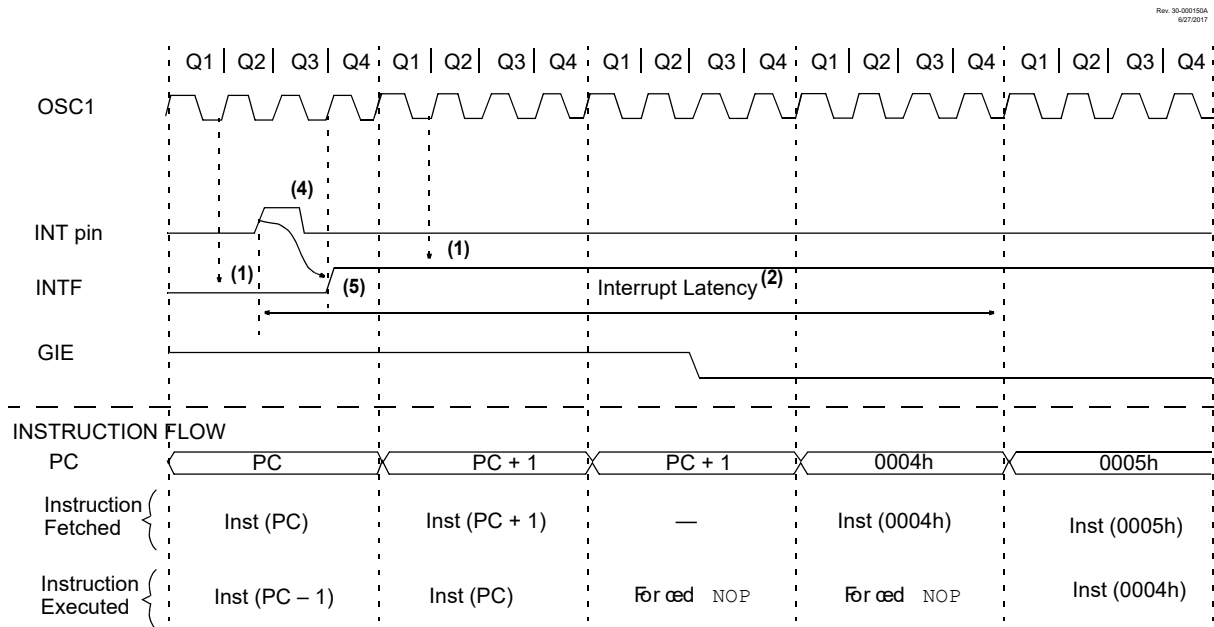 Rev. 30-000150A
6/27/2017
Q1 Q2 Q3 Q4 Q1 Q2 Q3 Q4 Q1 Q2 Q3 Q4 Q1 Q2 Q3 Q4 Q1 Q2 Q3 Q4
OSC1
(4)
INT pin
(1)
(1)
INTF
(5)
Interrupt Latency(2)
GIE
INSTRUCTION FLOW
PC PC PC + 1 PC + 1 0004h 0005h
Instruction
Fetched
Inst (PC) Inst (PC + 1) — Inst (0004h) Inst (0005h)
Instruction
Executed
Inst (PC – 1) Inst (PC) Forced NOP Forced NOP Inst (0004h)